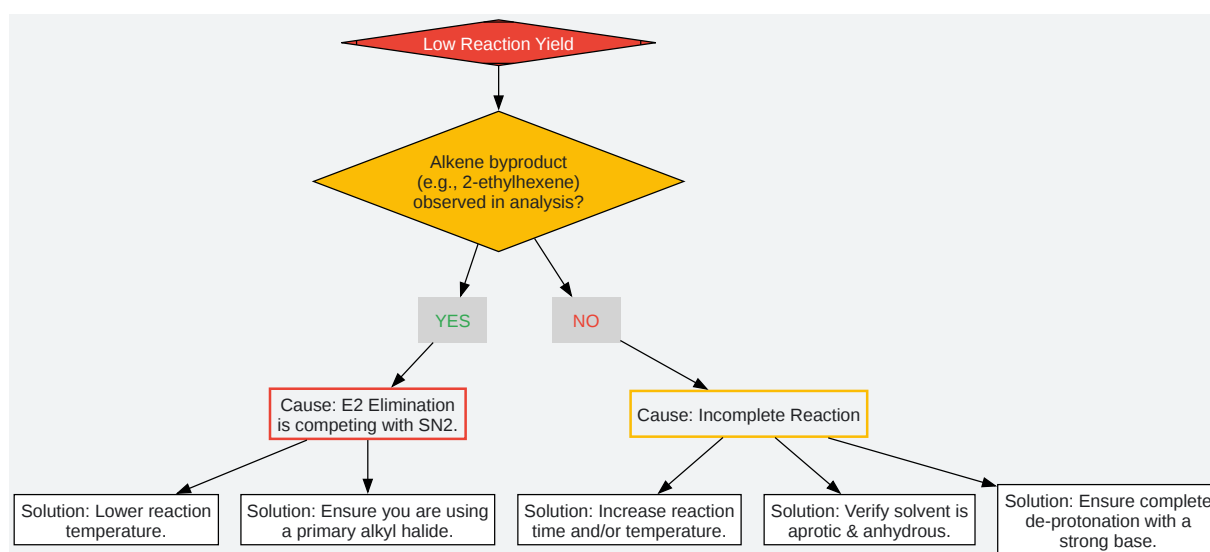 Low Reaction Yield
Alkene byproduct
(e.g., 2-ethylhexene)
observed in analysis?
YES
NO
Cause: E2 Elimination
is competing with SN2.
Cause: Incomplete Reaction
Solution: Lower reaction
temperature.
Solution: Ensure you are using
a primary alkyl halide.
Solution: Increase reaction
time and/or temperature.
Solution: Verify solvent is
aprotic & anhydrous.
Solution: Ensure complete
de-protonation with a
strong base.